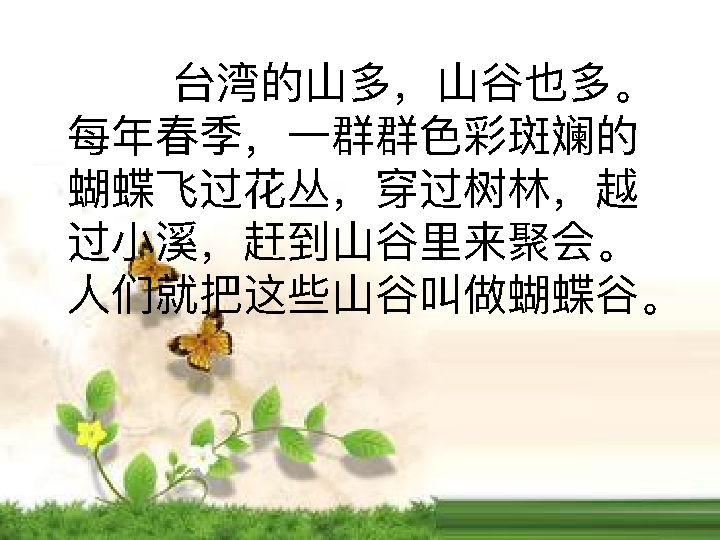 台湾的山多，山谷也多。
每年春季，一群群色彩斑斓的
蝴蝶飞过花丛，穿过树林，越
过小溪，赶到山谷里来聚会。
人们就把这些山谷叫做蝴蝶谷。